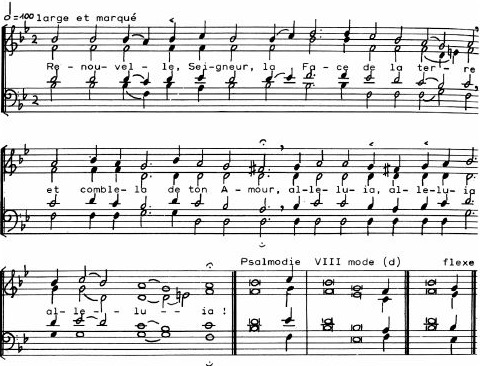 =100 large et marqué
2
Re-nou-vel-le, Sei-gneur, la Fa-ce de la ter-re
2
et comble-la de ton A-mour, al-le-lu-ia, al-le-lu-ia
Psalmodie VIII mode (d) flexe
al-le-lu-ia !